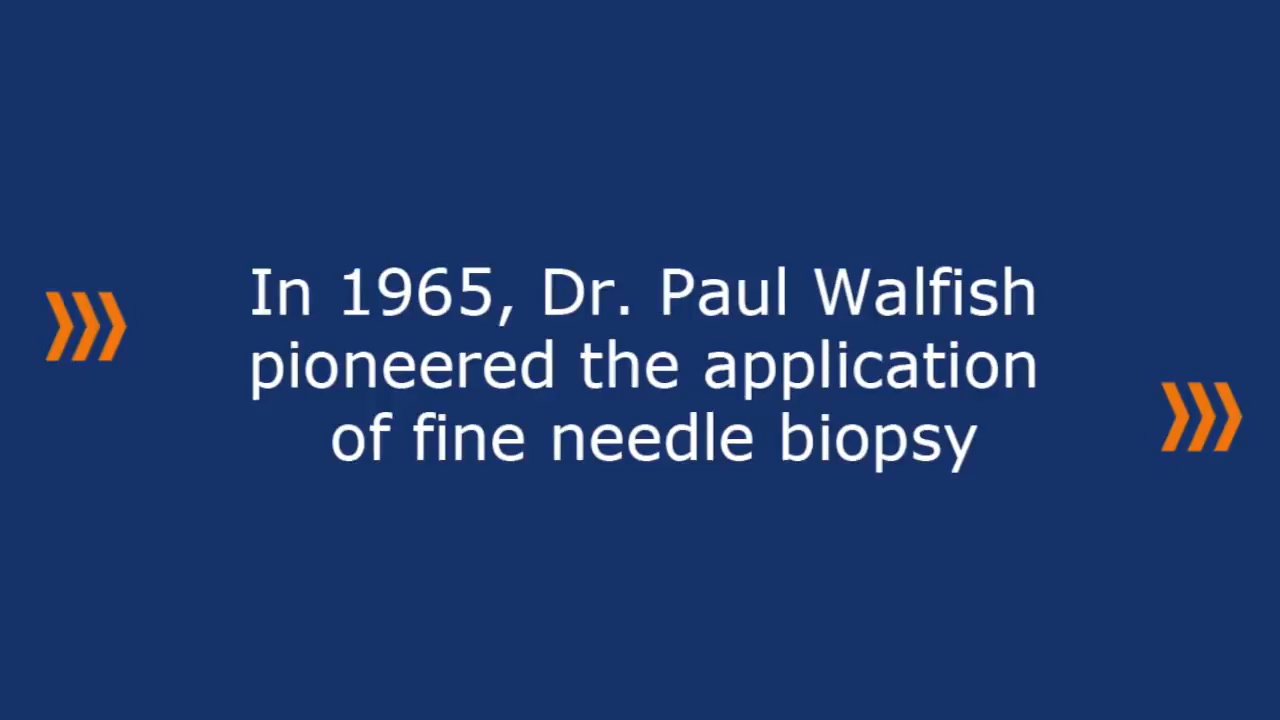 In 1965, Dr. Paul Walfish
pioneered the application
of fine needle biopsy